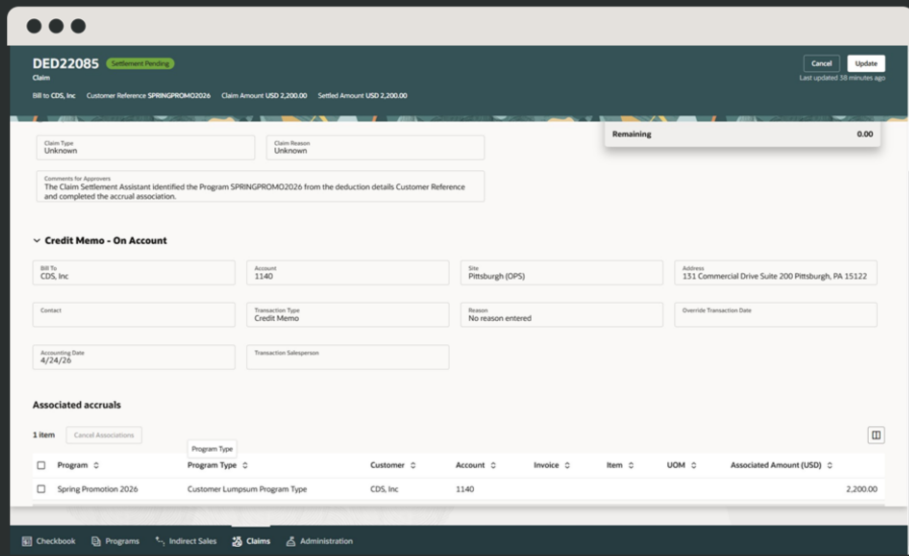 DED22085 Settlement Pending
Cancel Update
Claim
Last updated 38 minutes ago
Bill to CDS, Inc Customer Reference SPRINGPROMO2026 Claim Amount USD 2,200.00 Settled Amount USD 2,200.00
Remaining 0.00
Claim Type
Unknown
Claim Reason
Unknown
Comments for Approvers
The Claim Settlement Assistant identified the Program SPRINGPROMO2026 from the deduction details Customer Reference
and completed the accrual association.
Credit Memo - On Account
Bill To
CDS, Inc
Account
1140
Site
Pittsburgh (OPS)
Address
131 Commercial Drive Suite 200 Pittsburgh, PA 15122
Contact
Transaction Type
Credit Memo
Reason
No reason entered
Override Transaction Date
Accounting Date
4/24/26
Transaction Salesperson
Associated accruals
1 item Cancel Associations
Program Type
Program Program Type Customer Account Invoice Item UOM Associated Amount (USD)
Spring Promotion 2026 Customer Lumpsum Program Type CDS, Inc 1140 2,200.00
Checkbook Programs Indirect Sales Claims Administration